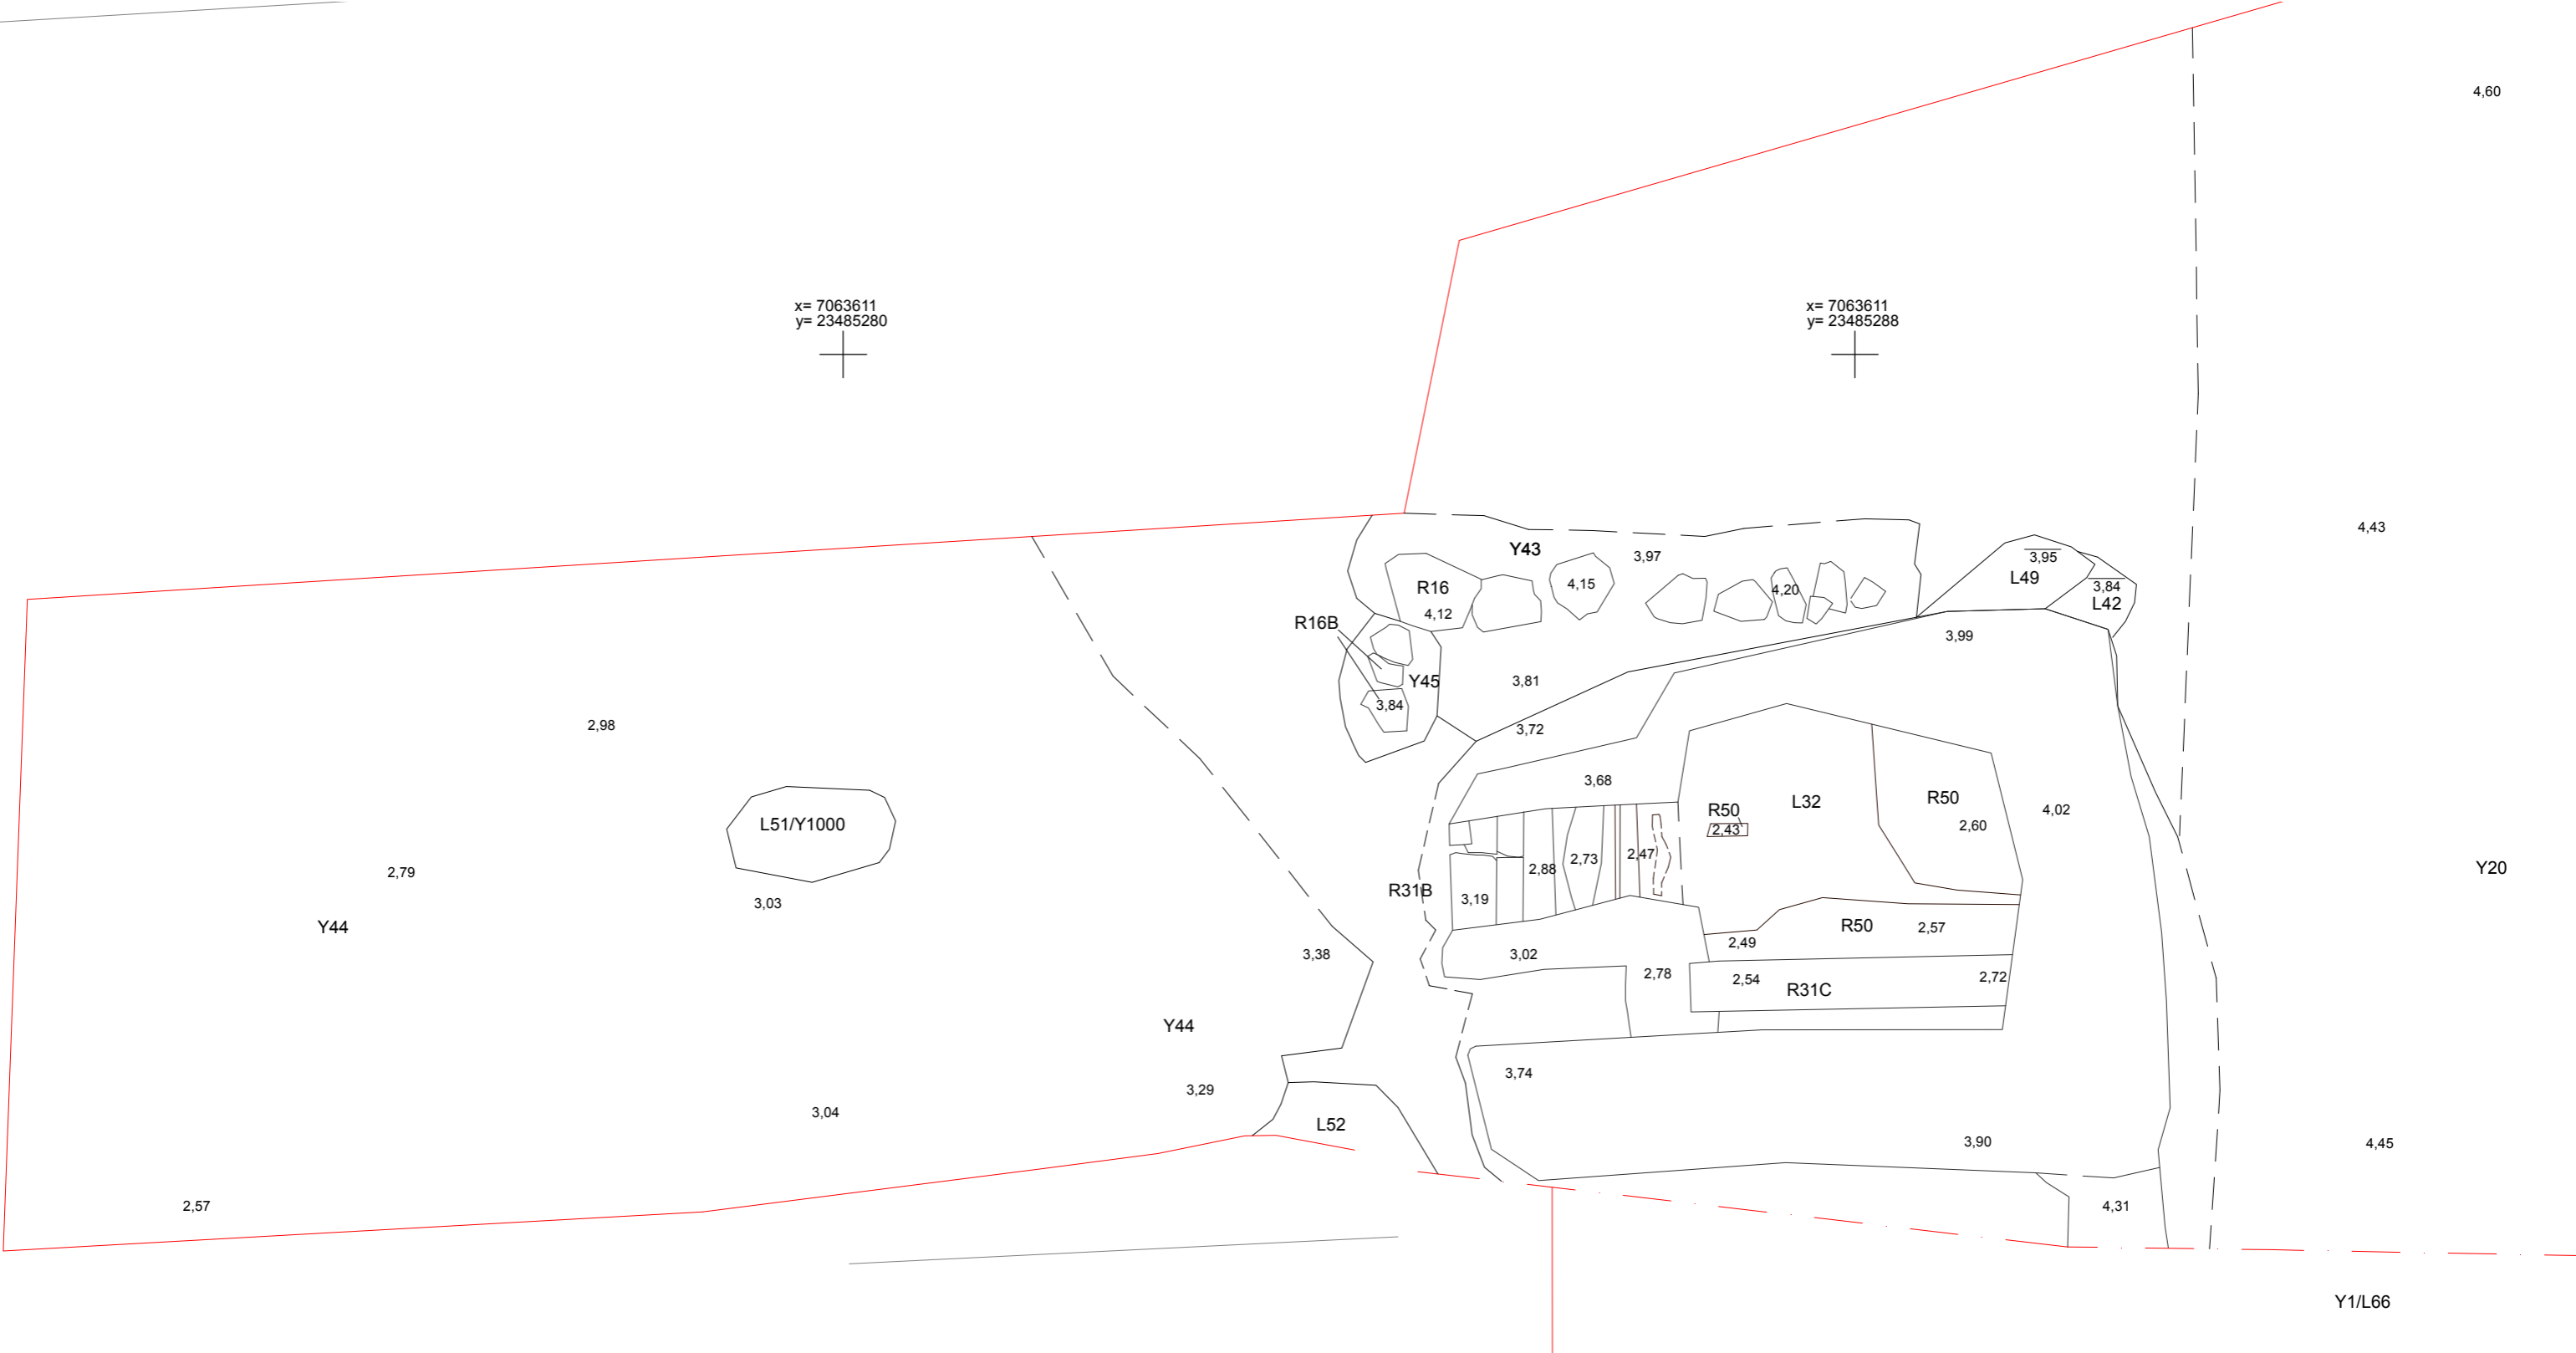 4,60
x= 7063611
y= 23485280
x= 7063611
y= 23485288
4,43
Y43
3,97
3,95
L49
4,15
R16
4,20
3,84
L42
4,12
R16B
3,99
Y45
3,81
3,84
2,98
3,72
3,68
L51/Y1000
R50
2,43
L32
R50
2,60
4,02
2,79
3,03
Y44
R31B
3,19
2,88
2,73
2,47
Y20
R50
2,57
2,49
3,38
3,02
2,78
2,54
R31C
2,72
Y44
3,29
3,04
3,74
L52
3,90
4,45
2,57
4,31
Y1/L66